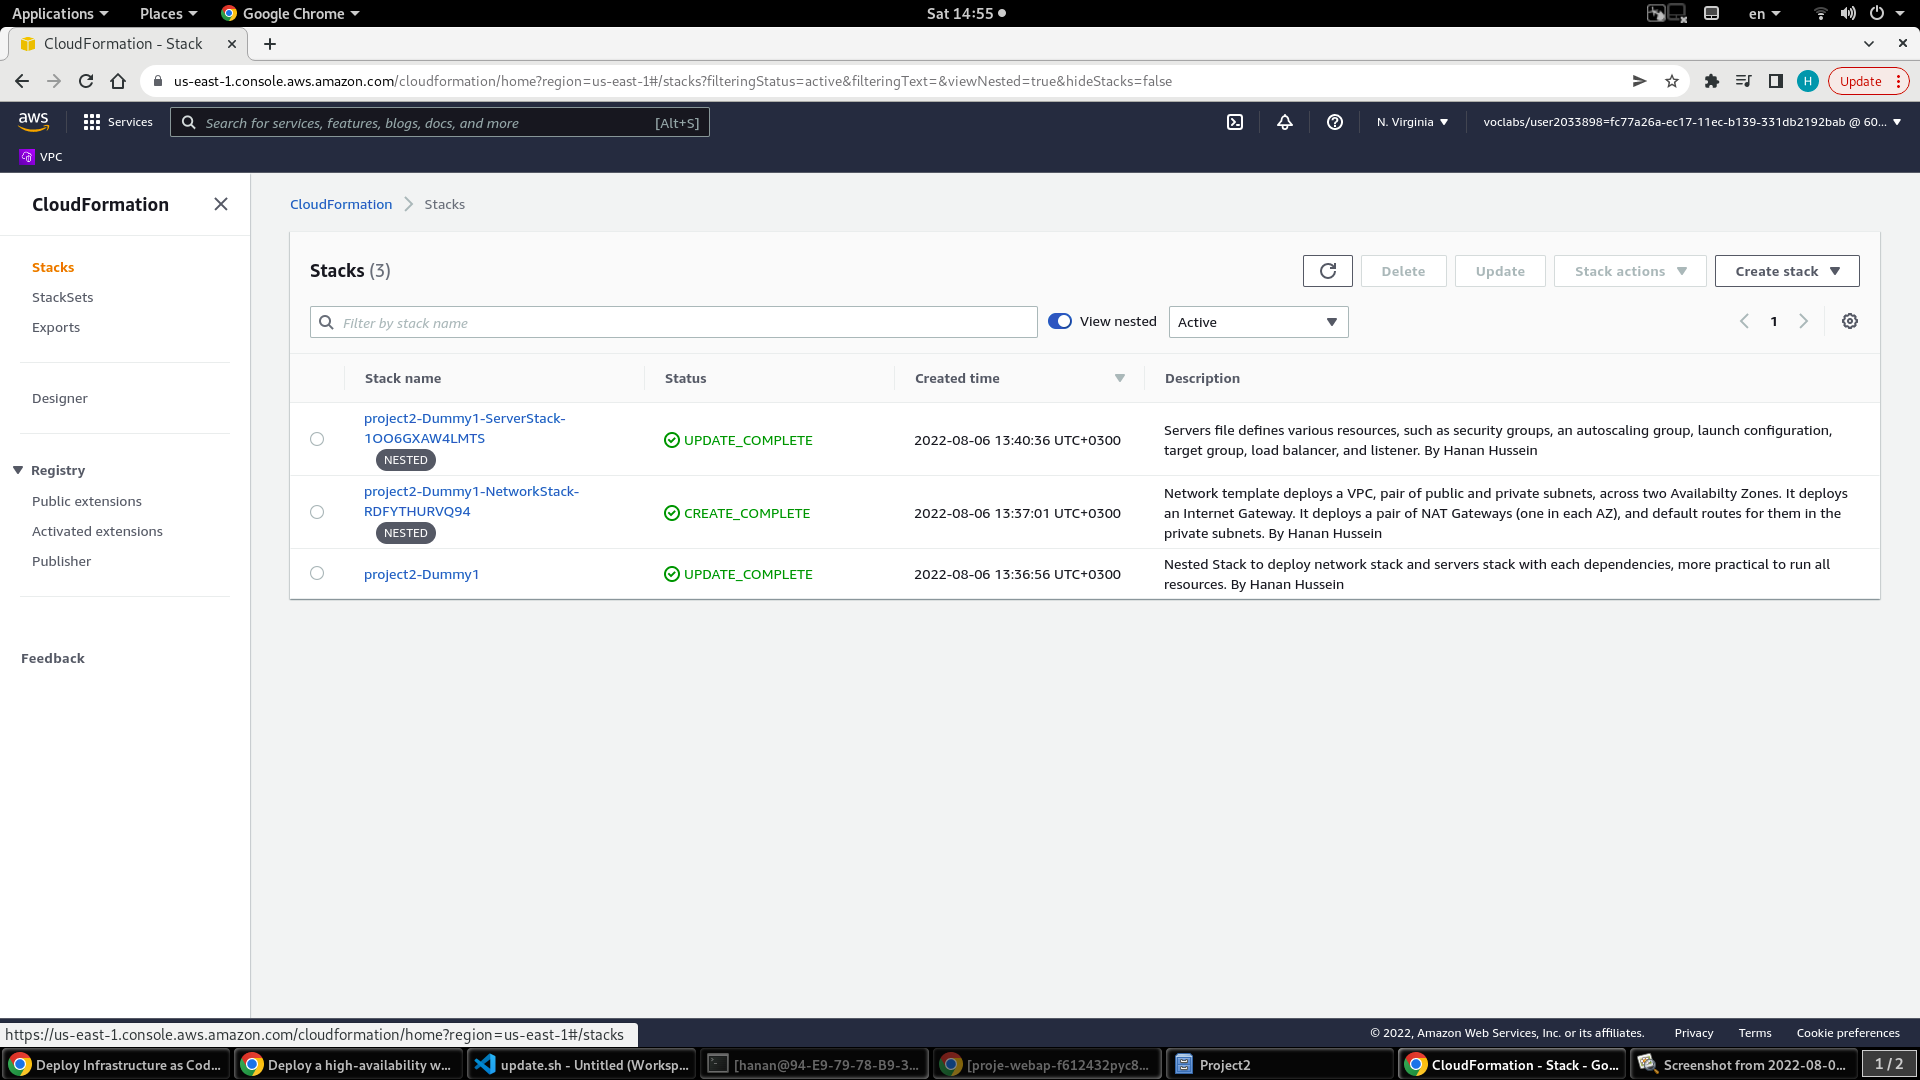 Applications Places Google Chrome Sat 14:55 en
CloudFormation - Stack
us-east-1.console.aws.amazon.com/cloudformation/home?region=us-east-1#/stacks?filteringStatus=active&filteringText=&viewNested=true&hideStacks=false H Update
aws Services Search for services, features, blogs, docs, and more [Alt+S] N. Virginia voclabs/user2033898=fc77a26a-ec17-11ec-b139-331db2192bab @ 60...
VPC
CloudFormation
Stacks
StackSets
Exports
Designer
Registry
Public extensions
Activated extensions
Publisher
Feedback
CloudFormation Stacks
Stacks (3) Delete Update Stack actions Create stack
Filter by stack name View nested Active 1
Stack name Status Created time Description
project2-Dummy1-ServerStack-
1OO6GXAW4LMTS
NESTED
UPDATE_COMPLETE
2022-08-06 13:40:36 UTC+0300
Servers file defines various resources, such as security groups, an autoscaling group, launch configuration,
target group, load balancer, and listener. By Hanan Hussein
project2-Dummy1-NetworkStack-
RDFYTHURVQ94
NESTED
CREATE_COMPLETE
2022-08-06 13:37:01 UTC+0300
Network template deploys a VPC, pair of public and private subnets, across two Availabilty Zones. It deploys
an Internet Gateway. It deploys a pair of NAT Gateways (one in each AZ), and default routes for them in the
private subnets. By Hanan Hussein
project2-Dummy1
UPDATE_COMPLETE
2022-08-06 13:36:56 UTC+0300
Nested Stack to deploy network stack and servers stack with each dependencies, more practical to run all
resources. By Hanan Hussein
https://us-east-1.console.aws.amazon.com/cloudformation/home?region=us-east-1#/stacks
© 2022, Amazon Web Services, Inc. or its affiliates. Privacy Terms Cookie preferences
Deploy Infrastructure as Cod... Deploy a high-availability w... update.sh - Untitled (Worksp... [hanan@94-E9-79-78-B9-3... [proje-webap-f612432pyc8... Project2 CloudFormation - Stack - Go... Screenshot from 2022-08-0... 1 / 2